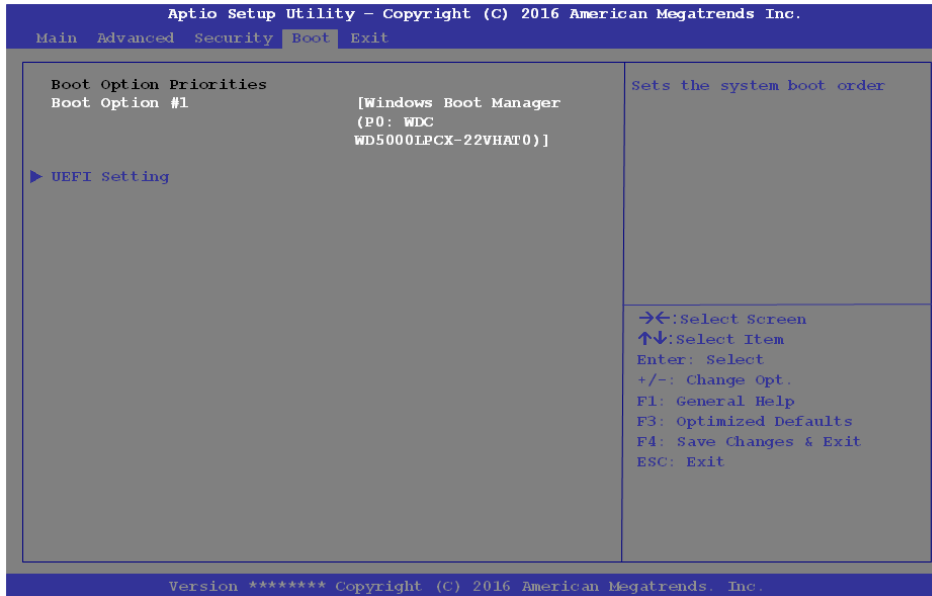 Aptio Setup Utility – Copyright (C) 2016 American Megatrends Inc.
Main Advanced Security Boot Exit
Boot Option Priorities
Boot Option #1 [Windows Boot Manager
(P0: WDC
WD5000LPCX-22VHAT0)]
▶ UEFI Setting
Sets the system boot order
→←:Select Screen
↑↓:Select Item
Enter: Select
+/-: Change Opt.
F1: General Help
F3: Optimized Defaults
F4: Save Changes & Exit
ESC: Exit
Version ******** Copyright (C) 2016 American Megatrends. Inc.